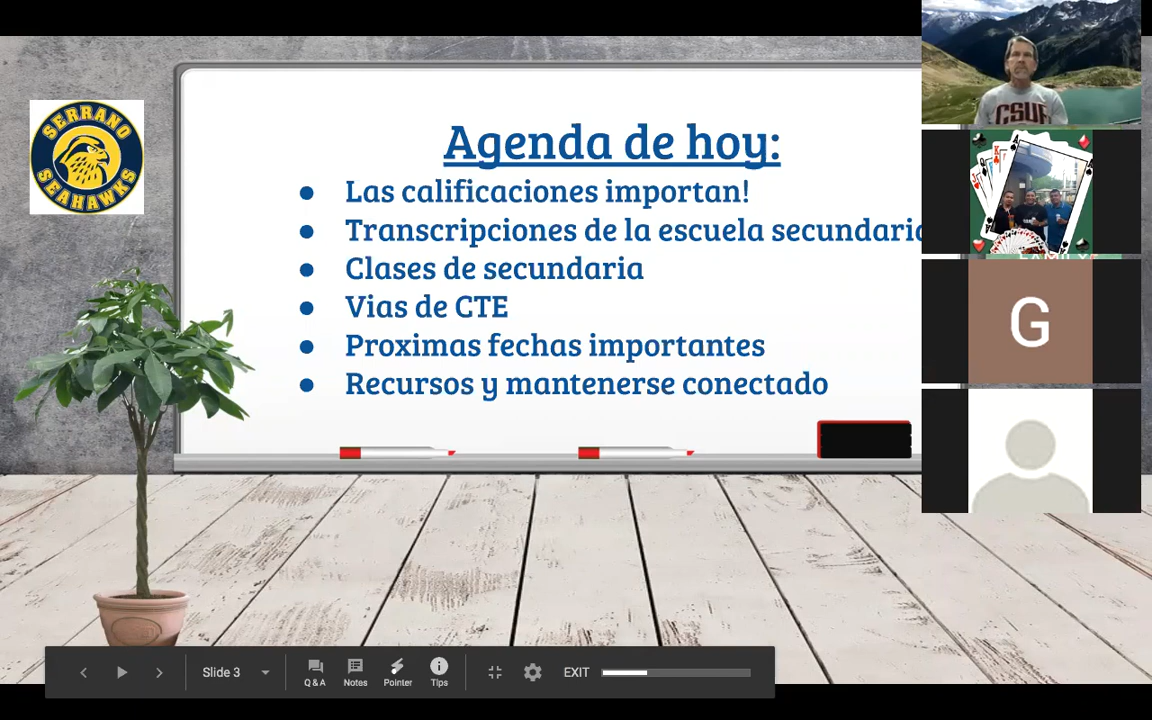 SERRANO
SEAHAWKS
Agenda de hoy:
Las calificaciones importan!
Transcripciones de la escuela
Clases de secundaria
Vias de CTE
Proximas fechas importantes
Recursos y mantenerse conectado
CSUF
G
Slide 3
Q & A
Notes
Pointer
Tips
EXIT